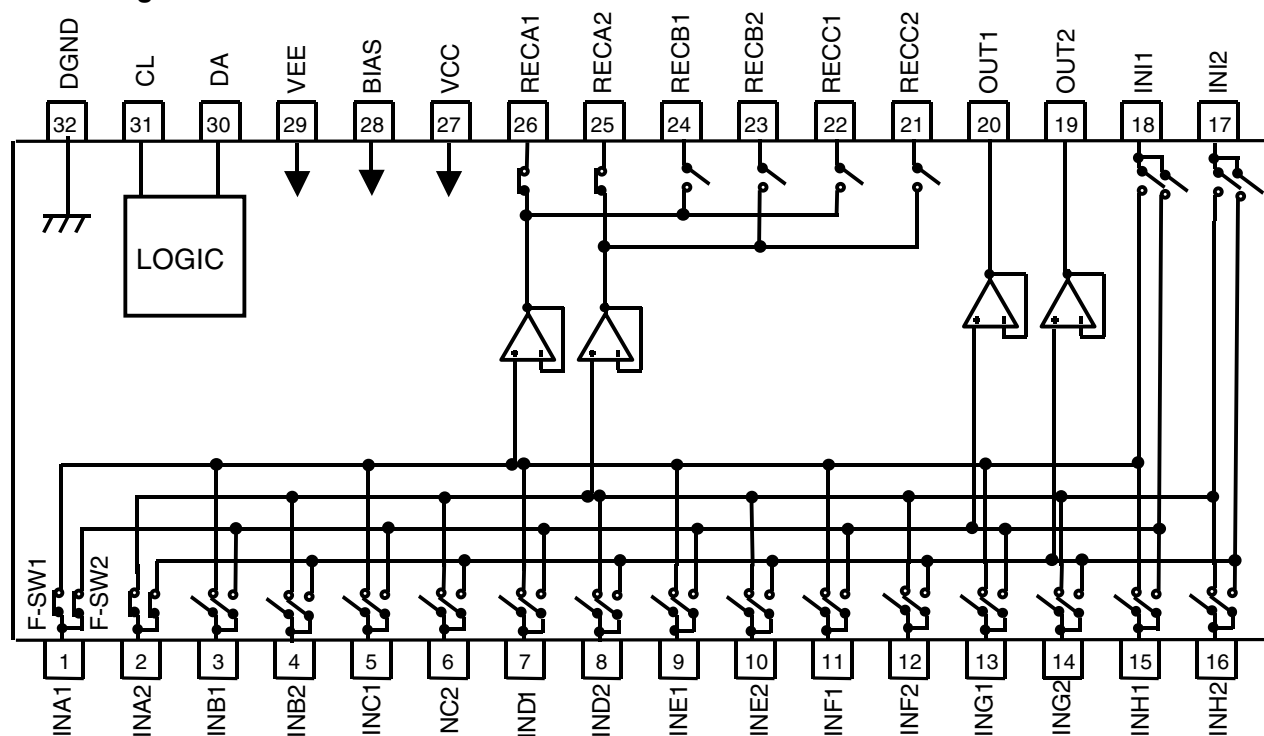 DGND CL DA VEE BIAS VCC RECA1 RECA2 RECB1 RECB2 RECC1 RECC2 OUT1 OUT2 INI1 INI2
32 31 30 29 28 27 26 25 24 23 22 21 20 19 18 17
LOGIC
F-SW1 F-SW2
1 2 3 4 5 6 7 8 9 10 11 12 13 14 15 16
INA1 INA2 INB1 INB2 INC1 NC2 IND1 IND2 INE1 INE2 INF1 INF2 ING1 ING2 INH1 INH2